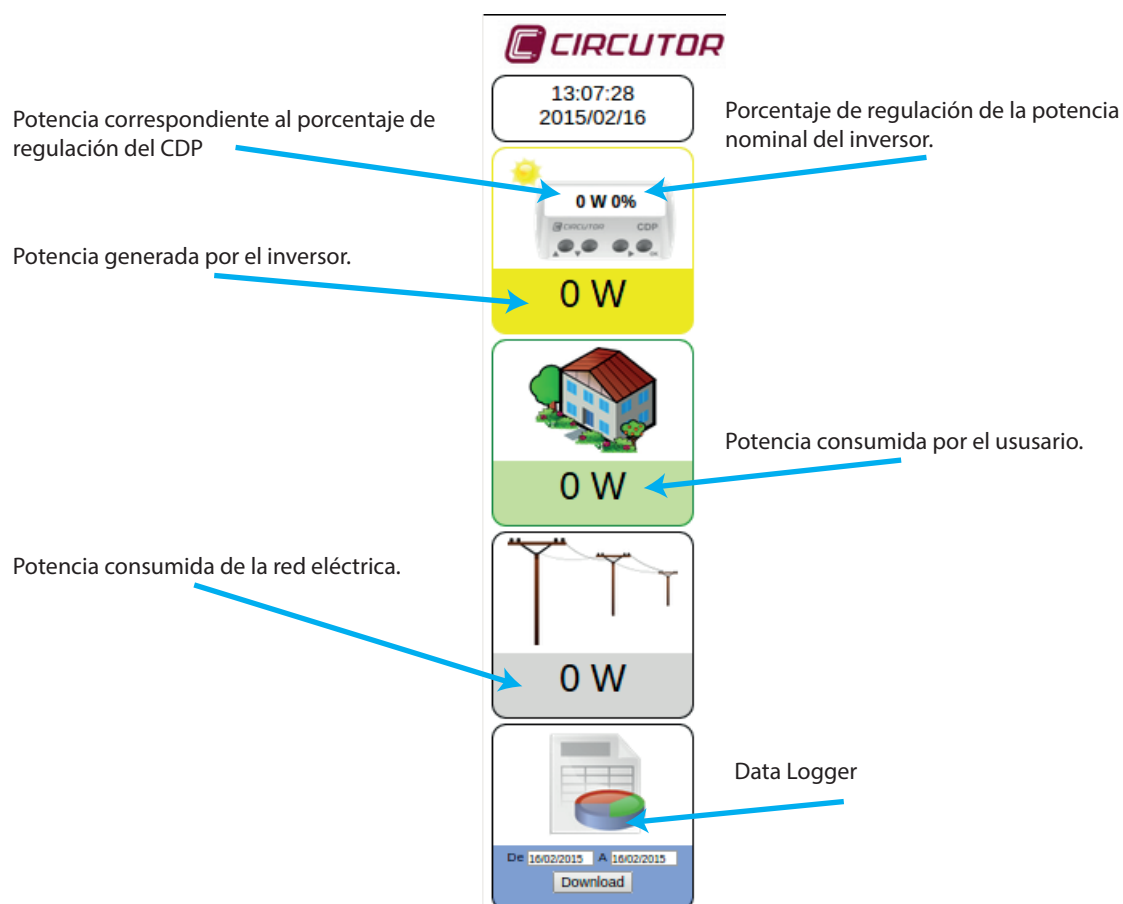 CIRCUTOR
13:07:28
2015/02/16
Potencia correspondiente al porcentaje de
regulación del CDP
Porcentaje de regulación de la potencia
nominal del inversor.
0 W 0%
CIRCUTOR CDP
OK
Potencia generada por el inversor.
0 W
Potencia consumida por el ususario.
0 W
Potencia consumida de la red eléctrica.
0 W
Data Logger
De 16/02/2015 A 16/02/2015
Download